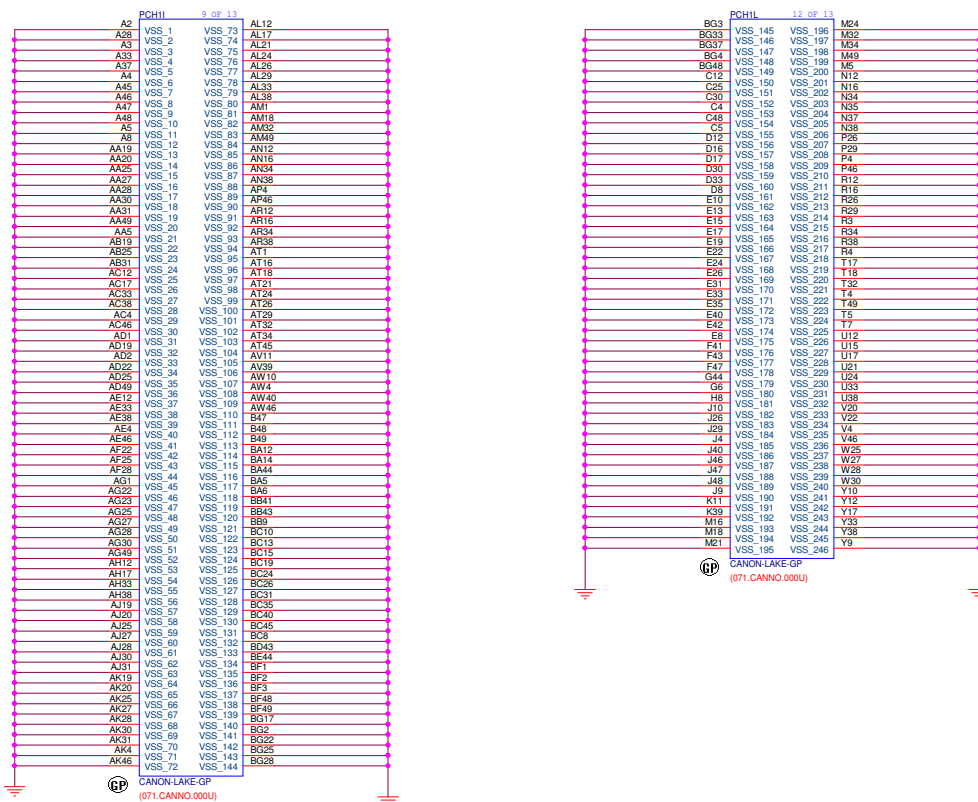 PCH1I 9 OF 13
A2 VSS_1 VSS_73 AL12
A28 VSS_2 VSS_74 AL17
A3 VSS_3 VSS_75 AL21
A33 VSS_4 VSS_76 AL24
A37 VSS_5 VSS_77 AL26
A4 VSS_6 VSS_78 AL29
A45 VSS_7 VSS_79 AL33
A46 VSS_8 VSS_80 AL38
A47 VSS_9 VSS_81 AM1
A48 VSS_10 VSS_82 AM18
A5 VSS_11 VSS_83 AM32
A8 VSS_12 VSS_84 AM49
AA19 VSS_13 VSS_85 AN12
AA20 VSS_14 VSS_86 AN16
AA25 VSS_15 VSS_87 AN34
AA27 VSS_16 VSS_88 AN38
AA28 VSS_17 VSS_89 AP4
AA30 VSS_18 VSS_90 AP46
AA31 VSS_19 VSS_91 AR12
AA49 VSS_20 VSS_92 AR16
AA5 VSS_21 VSS_93 AR34
AB19 VSS_22 VSS_94 AR38
AB25 VSS_23 VSS_95 AT1
AB31 VSS_24 VSS_96 AT16
AC12 VSS_25 VSS_97 AT18
AC17 VSS_26 VSS_98 AT21
AC33 VSS_27 VSS_99 AT24
AC38 VSS_28 VSS_100 AT26
AC4 VSS_29 VSS_101 AT29
AC46 VSS_30 VSS_102 AT32
AD1 VSS_31 VSS_103 AT34
AD19 VSS_32 VSS_104 AT45
AD2 VSS_33 VSS_105 AV11
AD22 VSS_34 VSS_106 AV39
AD25 VSS_35 VSS_107 AW10
AD49 VSS_36 VSS_108 AW4
AE12 VSS_37 VSS_109 AW40
AE33 VSS_38 VSS_110 AW46
AE38 VSS_39 VSS_111 B47
AE4 VSS_40 VSS_112 B48
AE46 VSS_41 VSS_113 B49
AF22 VSS_42 VSS_114 BA12
AF25 VSS_43 VSS_115 BA14
AF28 VSS_44 VSS_116 BA44
AG1 VSS_45 VSS_117 BA5
AG22 VSS_46 VSS_118 BA6
AG23 VSS_47 VSS_119 BB41
AG25 VSS_48 VSS_120 BB43
AG27 VSS_49 VSS_121 BB9
AG28 VSS_50 VSS_122 BC10
AG30 VSS_51 VSS_123 BC13
AG49 VSS_52 VSS_124 BC15
AH12 VSS_53 VSS_125 BC19
AH17 VSS_54 VSS_126 BC24
AH33 VSS_55 VSS_127 BC26
AH38 VSS_56 VSS_128 BC31
AJ19 VSS_57 VSS_129 BC35
AJ20 VSS_58 VSS_130 BC40
AJ25 VSS_59 VSS_131 BC45
AJ27 VSS_60 VSS_132 BC8
AJ28 VSS_61 VSS_133 BD43
AJ30 VSS_62 VSS_134 BE44
AJ31 VSS_63 VSS_135 BF1
AK19 VSS_64 VSS_136 BF2
AK20 VSS_65 VSS_137 BF3
AK25 VSS_66 VSS_138 BF48
AK27 VSS_67 VSS_139 BF49
AK28 VSS_68 VSS_140 BG17
AK30 VSS_69 VSS_141 BG2
AK31 VSS_70 VSS_142 BG22
AK4 VSS_71 VSS_143 BG25
AK46 VSS_72 VSS_144 BG28
GP CANON-LAKE-GP
(071.CANNO.000U)
PCH1L 12 OF 13
BG3 VSS_145 VSS_196 M24
BG33 VSS_146 VSS_197 M32
BG37 VSS_147 VSS_198 M34
BG4 VSS_148 VSS_199 M49
BG48 VSS_149 VSS_200 M5
C12 VSS_150 VSS_201 N12
C25 VSS_151 VSS_202 N16
C30 VSS_152 VSS_203 N34
C4 VSS_153 VSS_204 N35
C48 VSS_154 VSS_205 N37
C5 VSS_155 VSS_206 N38
D12 VSS_156 VSS_207 P26
D16 VSS_157 VSS_208 P29
D17 VSS_158 VSS_209 P4
D30 VSS_159 VSS_210 P46
D33 VSS_160 VSS_211 R12
D8 VSS_161 VSS_212 R16
E10 VSS_162 VSS_213 R26
E13 VSS_163 VSS_214 R29
E15 VSS_164 VSS_215 R3
E17 VSS_165 VSS_216 R34
E19 VSS_166 VSS_217 R38
E22 VSS_167 VSS_218 R4
E24 VSS_168 VSS_219 T17
E26 VSS_169 VSS_220 T18
E31 VSS_170 VSS_221 T32
E33 VSS_171 VSS_222 T4
E35 VSS_172 VSS_223 T49
E40 VSS_173 VSS_224 T5
E42 VSS_174 VSS_225 T7
E8 VSS_175 VSS_226 U12
F41 VSS_176 VSS_227 U15
F43 VSS_177 VSS_228 U17
F47 VSS_178 VSS_229 U21
G44 VSS_179 VSS_230 U24
G6 VSS_180 VSS_231 U33
H8 VSS_181 VSS_232 U38
J10 VSS_182 VSS_233 V20
J26 VSS_183 VSS_234 V22
J29 VSS_184 VSS_235 V4
J4 VSS_185 VSS_236 V46
J40 VSS_186 VSS_237 W25
J46 VSS_187 VSS_238 W27
J47 VSS_188 VSS_239 W28
J48 VSS_189 VSS_240 W30
J9 VSS_190 VSS_241 Y10
K11 VSS_191 VSS_242 Y12
K39 VSS_192 VSS_243 Y17
M16 VSS_193 VSS_244 Y33
M18 VSS_194 VSS_245 Y38
M21 VSS_195 VSS_246 Y9
GP CANON-LAKE-GP
(071.CANNO.000U)